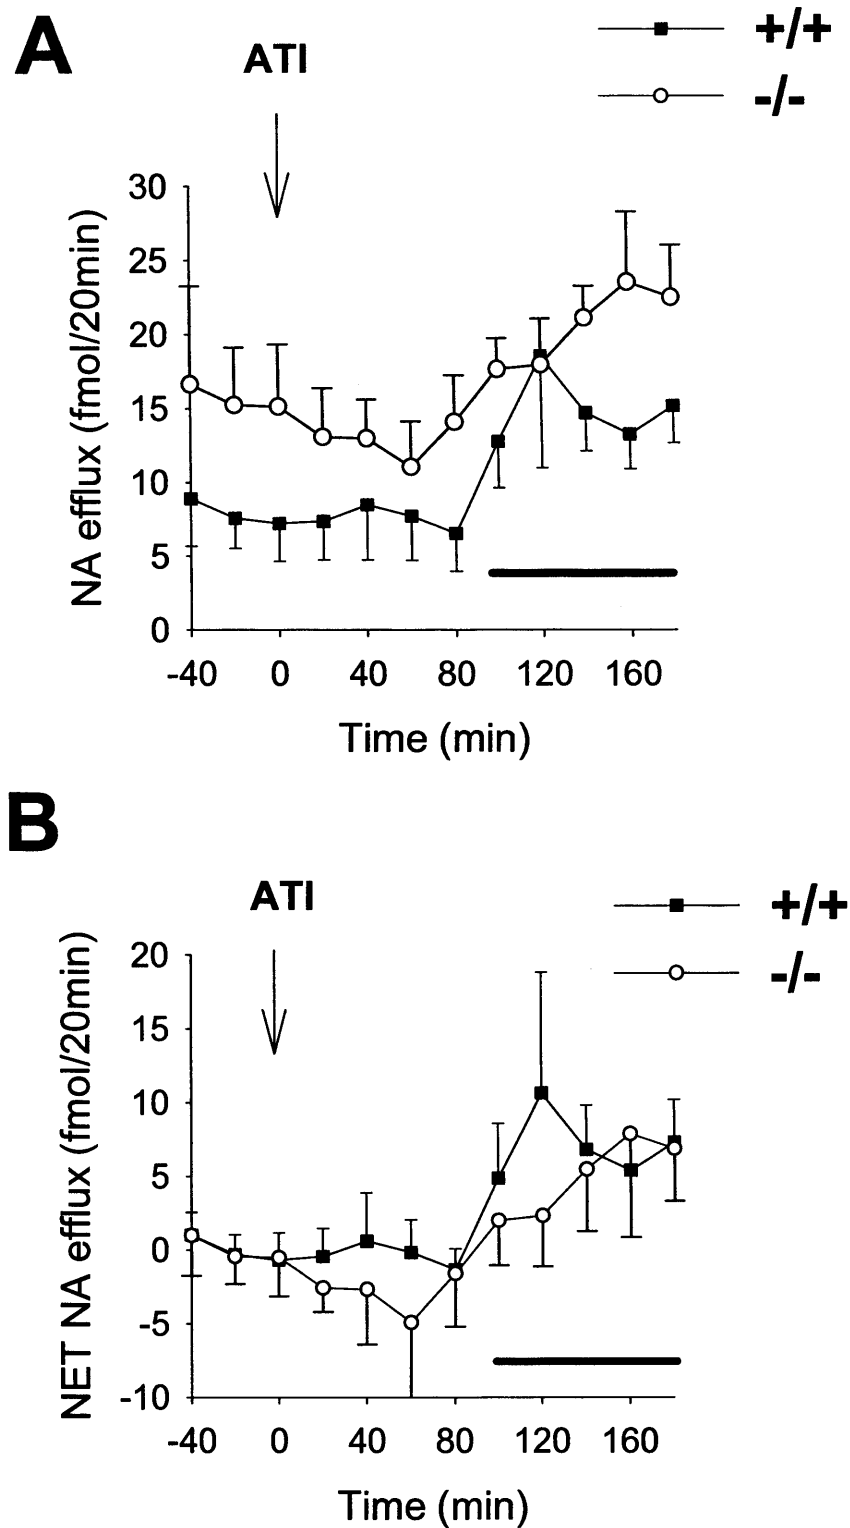 A
ATI
+/+
-/-
30
25
20
15
10
5
0
NA efflux (fmol/20min)
-40 0 40 80 120 160
Time (min)
B
ATI
+/+
-/-
20
15
10
5
0
-5
-10
NET NA efflux (fmol/20min)
-40 0 40 80 120 160
Time (min)